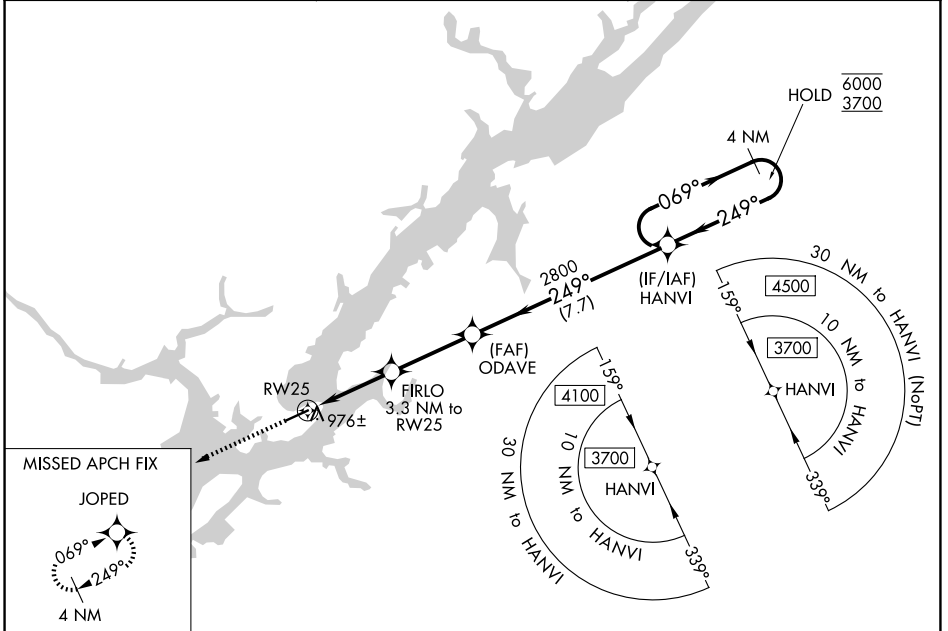 HOLD
6000
3700
4 NM
069°
249°
(IF/IAF)
HANVI
2800
249°
(7.7)
(FAF)
ODAVE
FIRLO
3.3 NM to
RW25
RW25
976±
30 NM to HANVI (NoPT)
159°
4500
10 NM to HANVI
3700
HANVI
339°
159°
4100
10 NM to HANVI
3700
HANVI
30 NM to HANVI
339°
MISSED APCH FIX
JOPED
069°
249°
4 NM